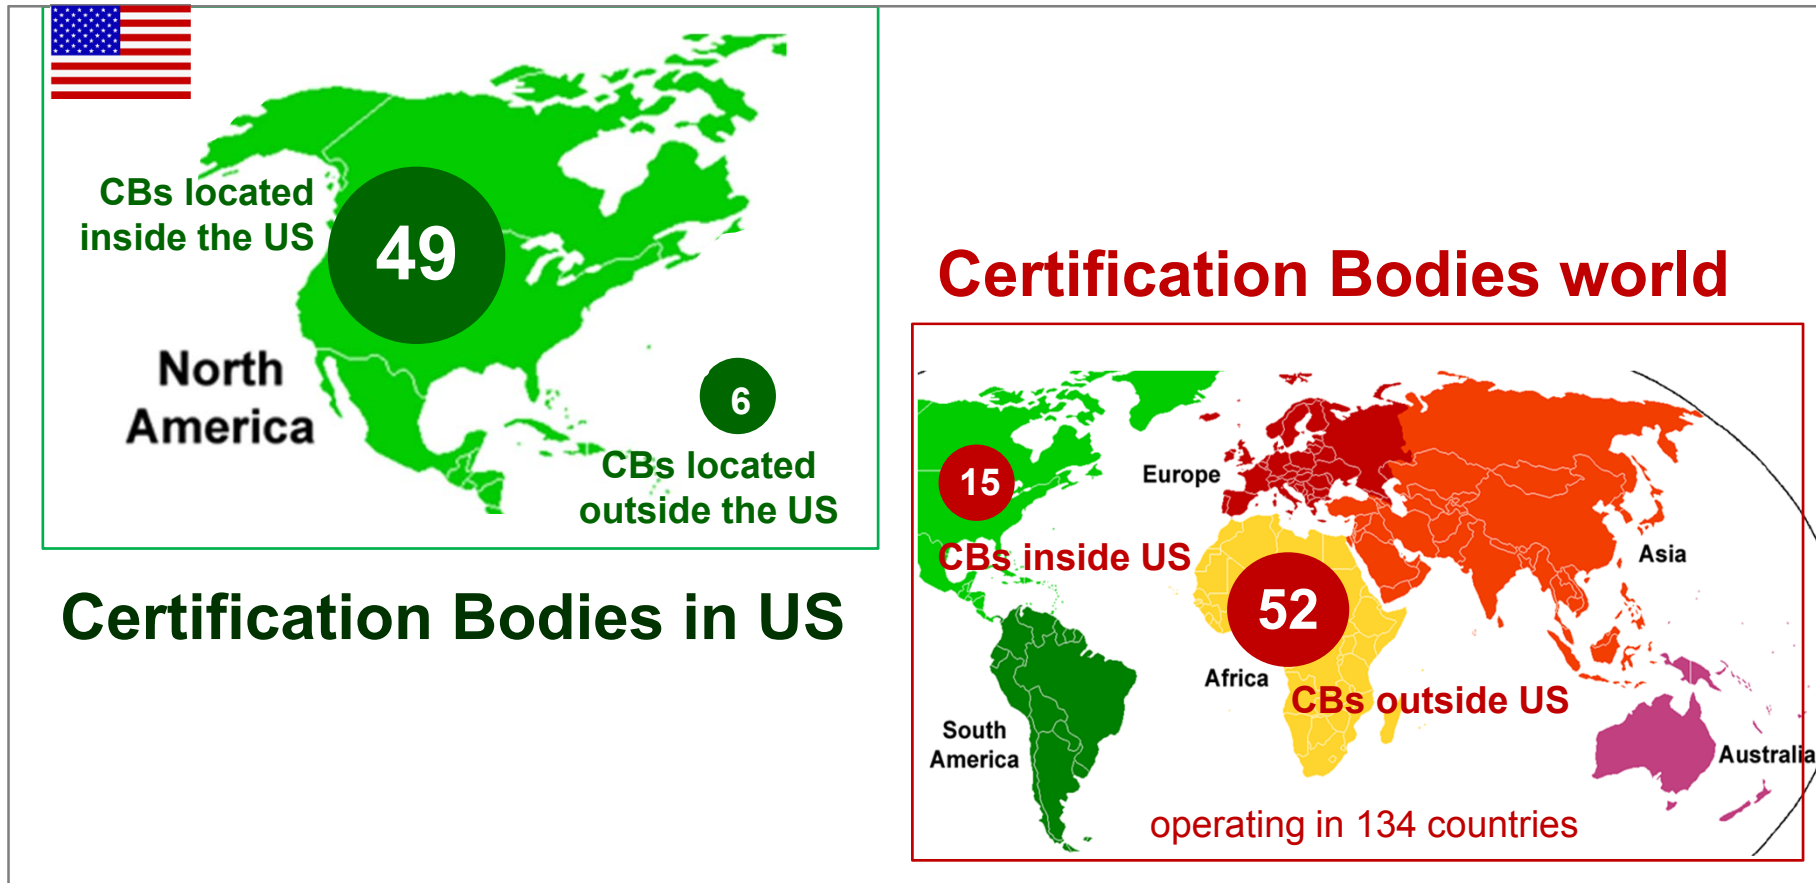 CBs located
inside the US
49
North
America
6
CBs located
outside the US
Certification Bodies in US
Certification Bodies world
15
Europe
CBs inside US
Asia
52
Africa
CBs outside US
South
America
Australia
operating in 134 countries